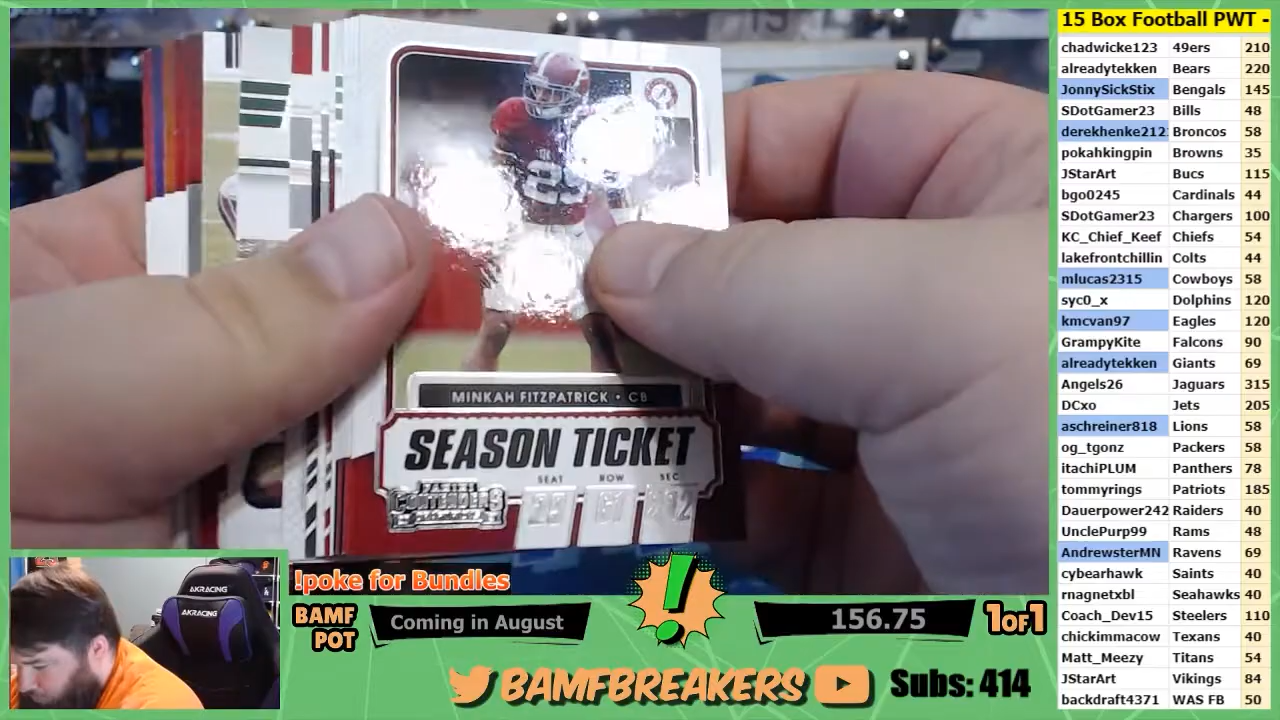 MINKAH FITZPATRICK • CB
SEASON TICKET
SEAT ROW SEC
PANINI
CONTENDERS
AKRACING
AKRACING
!poke for Bundles
BAMF
POT
Coming in August
!
156.75
1OF1
BAMFBREAKERS
Subs: 414
15 Box Football PWT -
chadwicke123 49ers 210
alreadytekken Bears 220
JonnySickStix Bengals 145
SDotGamer23 Bills 48
derekhenke212 Broncos 58
pokahkingpin Browns 35
JStarArt Bucs 115
bgo0245 Cardinals 44
SDotGamer23 Chargers 100
KC_Chief_Keef Chiefs 54
lakefrontchillin Colts 44
mlucas2315 Cowboys 58
syc0_x Dolphins 120
kmcvan97 Eagles 120
GrampyKite Falcons 90
alreadytekken Giants 69
Angels26 Jaguars 315
DCxo Jets 205
aschreiner818 Lions 58
og_tgonz Packers 58
itachiPLUM Panthers 78
tommyrings Patriots 185
Dauerpower242 Raiders 40
UnclePurp99 Rams 48
AndrewsterMN Ravens 69
cybearhawk Saints 40
rnagnetxbl Seahawks 40
Coach_Dev15 Steelers 110
chickimmacow Texans 40
Matt_Meezy Titans 54
JStarArt Vikings 84
backdraft4371 WAS FB 50